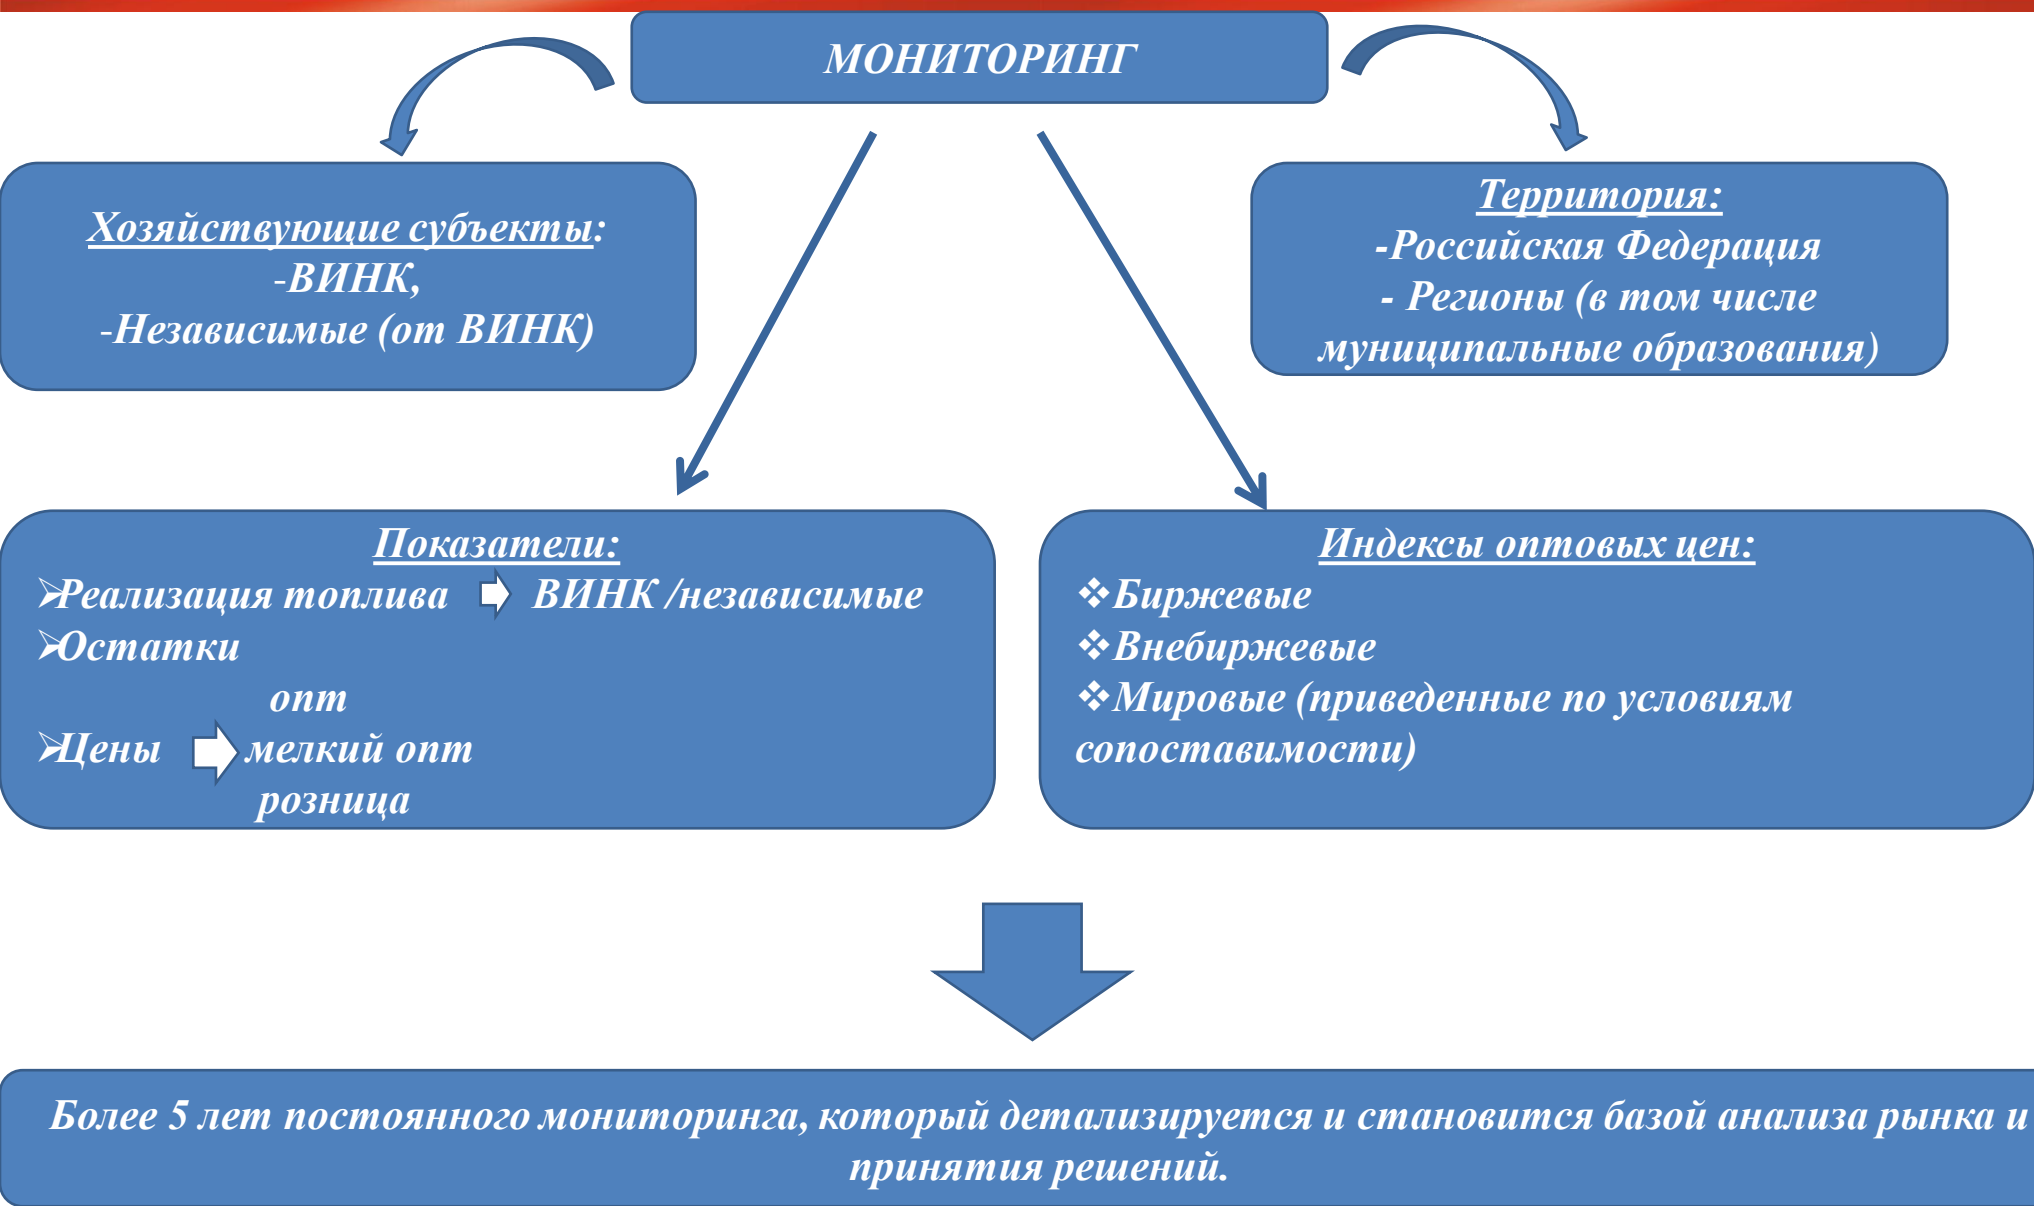 МОНИТОРИНГ
Хозяйствующие субъекты:
-ВИНК,
-Независимые (от ВИНК)
Территория:
-Российская Федерация
- Регионы (в том числе
муниципальные образования)
Показатели:
Реализация топлива ВИНК /независимые
Остатки
опт
Цены мелкий опт
розница
Индексы оптовых цен:
Биржевые
Внебиржевые
Мировые (приведенные по условиям
сопоставимости)
Более 5 лет постоянного мониторинга, который детализируется и становится базой анализа рынка и
принятия решений.